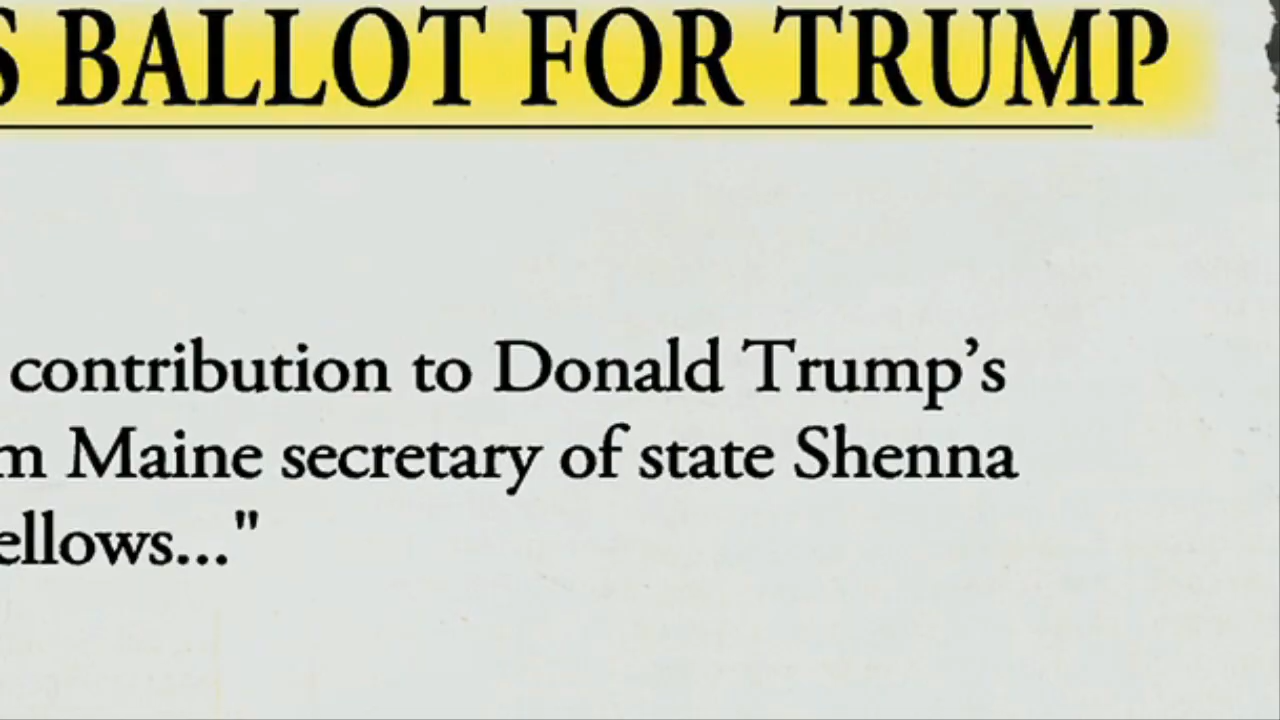 S BALLOT FOR TRUMP
contribution to Donald Trump's
m Maine secretary of state Shenna
ellows..."